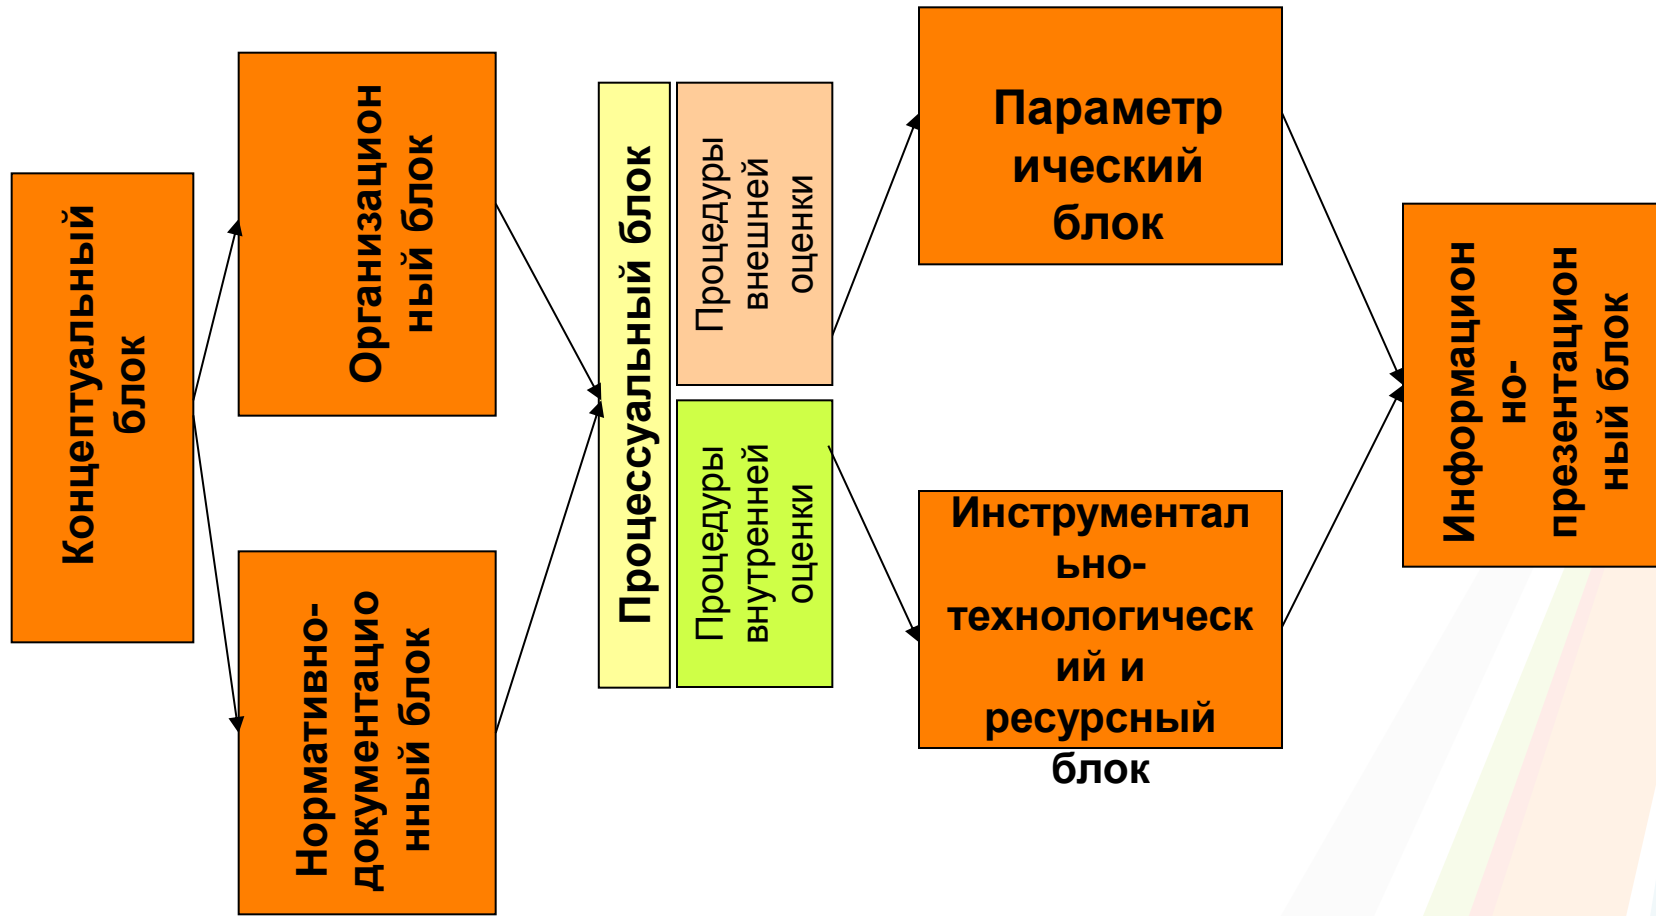 Концептуальный
блок
Организацион
ный блок
Нормативно-
документацио
нный блок
Процессуальный блок
Процедуры
внешней
оценки
Процедуры
внутренней
оценки
Параметр
ический
блок
Инструментал
ьно-
технологическ
ий и
ресурсный
блок
Информацион
но-
презентацион
ный блок